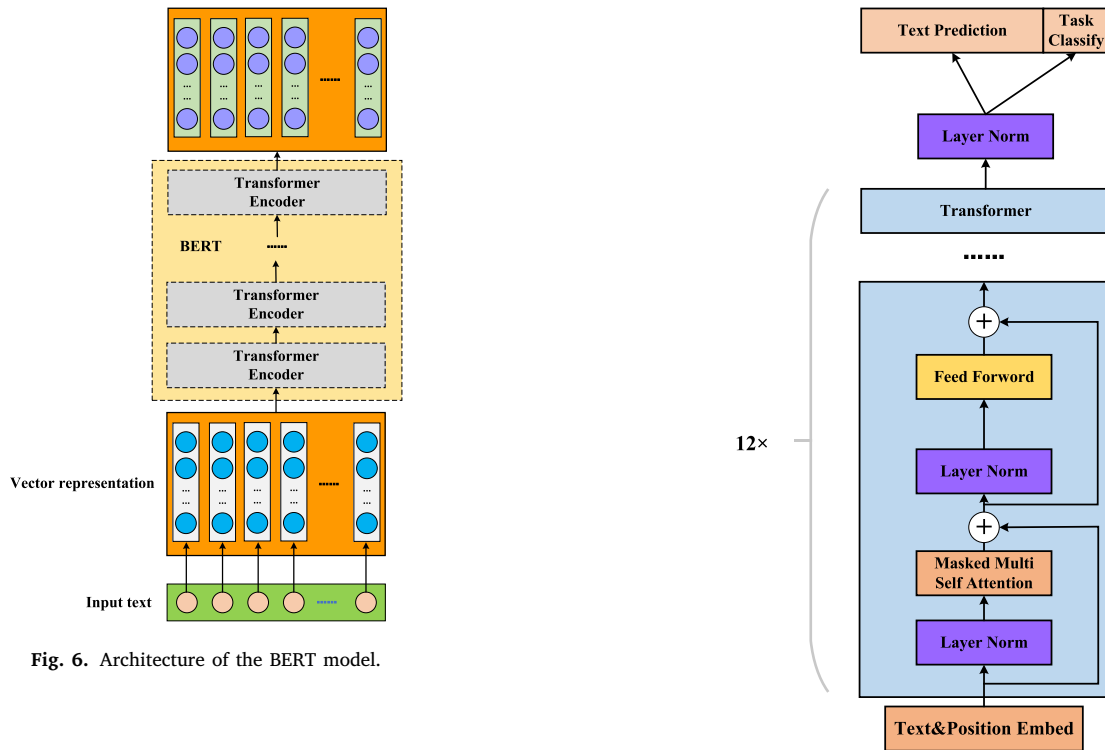 Transformer
Encoder
BERT
......
Transformer
Encoder
Transformer
Encoder
Vector representation
Input text
Fig. 6. Architecture of the BERT model.
Text Prediction
Task
Classify
Layer Norm
Transformer
......
Feed Forword
12×
Layer Norm
Masked Multi
Self Attention
Layer Norm
Text&Position Embed